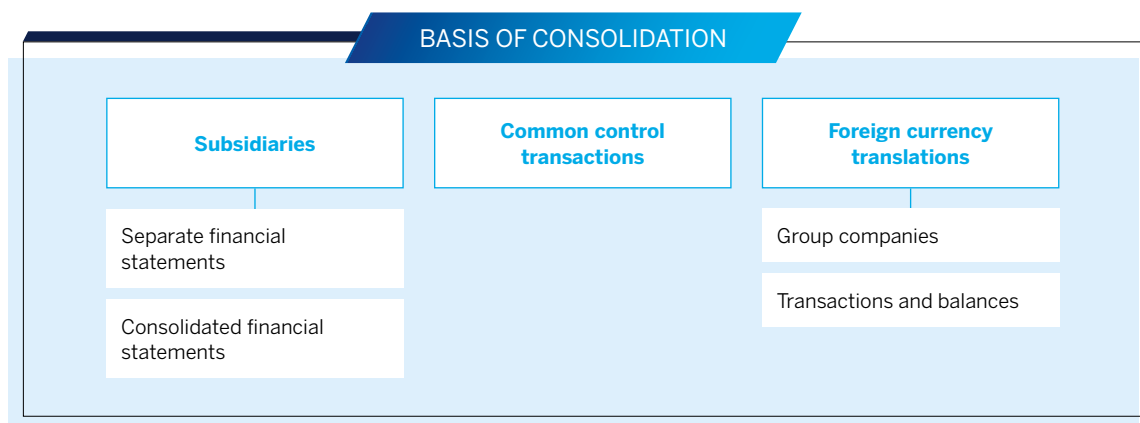 BASIS OF CONSOLIDATION
Subsidiaries
Separate financial
statements
Consolidated financial
statements
Common control
transactions
Foreign currency
translations
Group companies
Transactions and balances